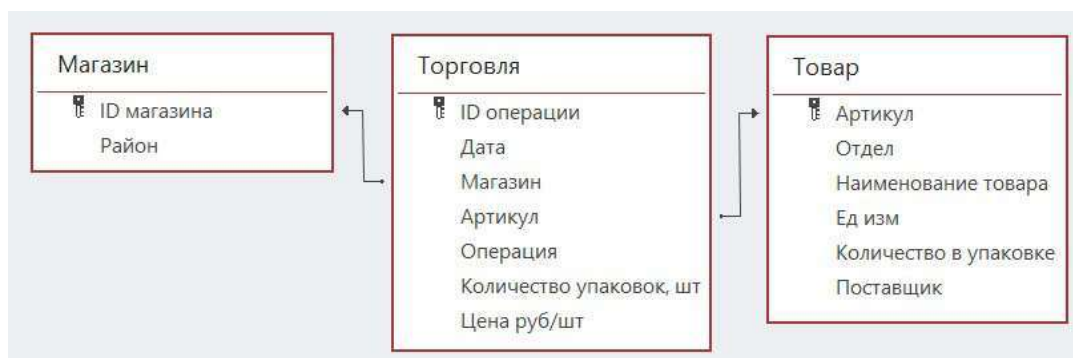 Магазин
ID магазина
Район
Торговля
ID операции
Дата
Магазин
Артикул
Операция
Количество упаковок, шт
Цена руб/шт
Товар
Артикул
Отдел
Наименование товара
Ед изм
Количество в упаковке
Поставщик